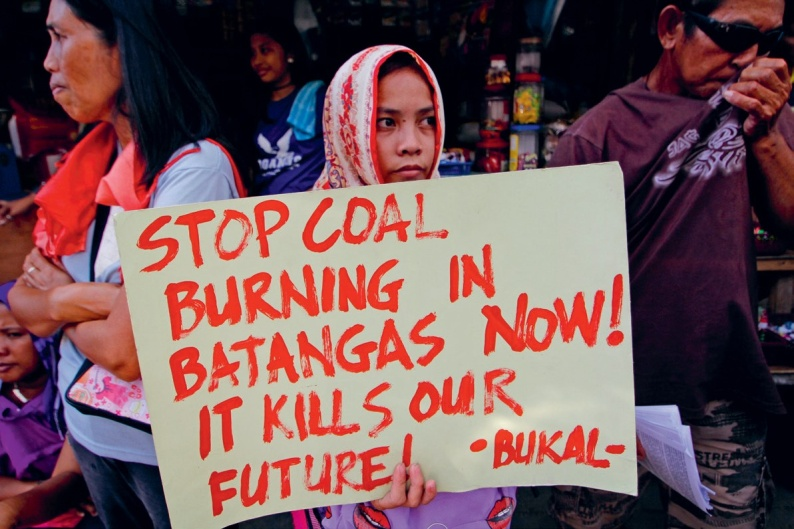 STOP COAL
BURNING IN
BATANGAS NOW!
IT KILLS OUR
FUTURE! -BUKAL-